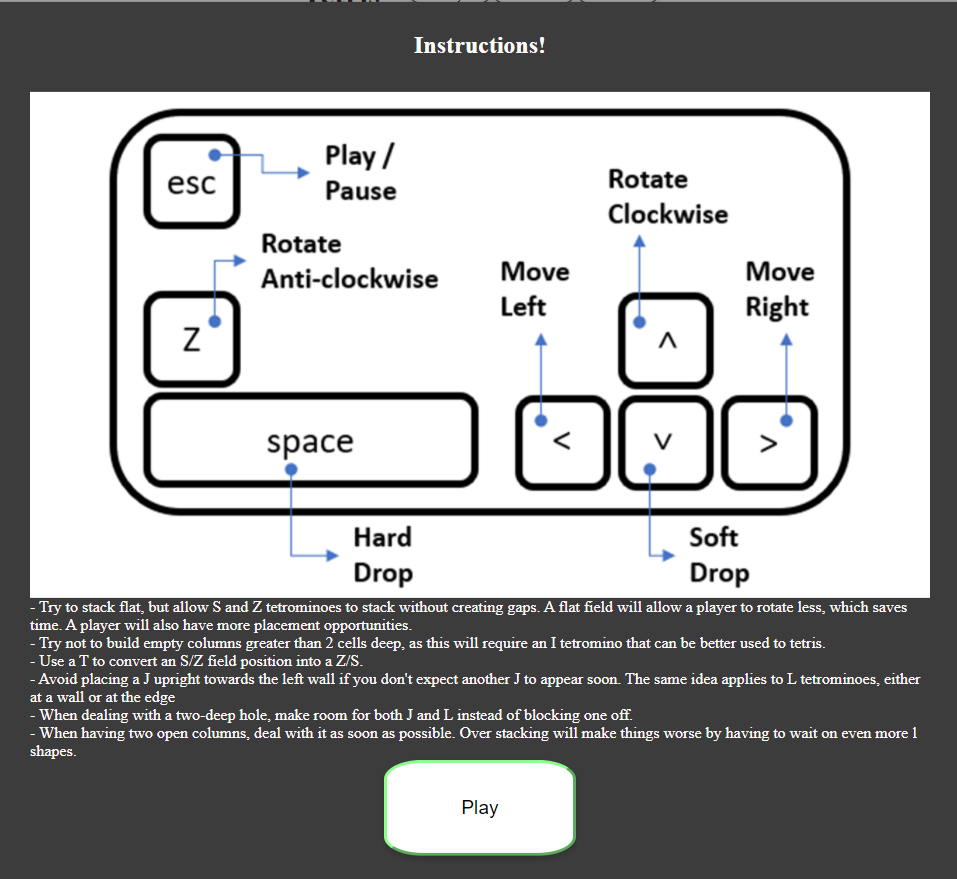 Instructions!
esc
Play /
Pause
Rotate
Clockwise
Rotate
Anti-clockwise
Move
Left
Move
Right
Z
^
space
<
v
>
Hard
Drop
Soft
Drop
- Try to stack flat, but allow S and Z tetrominoes to stack without creating gaps. A flat field will allow a player to rotate less, which saves
time. A player will also have more placement opportunities.
- Try not to build empty columns greater than 2 cells deep, as this will require an I tetromino that can be better used to tetris.
- Use a T to convert an S/Z field position into a Z/S.
- Avoid placing a J upright towards the left wall if you don't expect another J to appear soon. The same idea applies to L tetrominoes, either
at a wall or at the edge
- When dealing with a two-deep hole, make room for both J and L instead of blocking one off.
- When having two open columns, deal with it as soon as possible. Over stacking will make things worse by having to wait on even more l
shapes.
Play